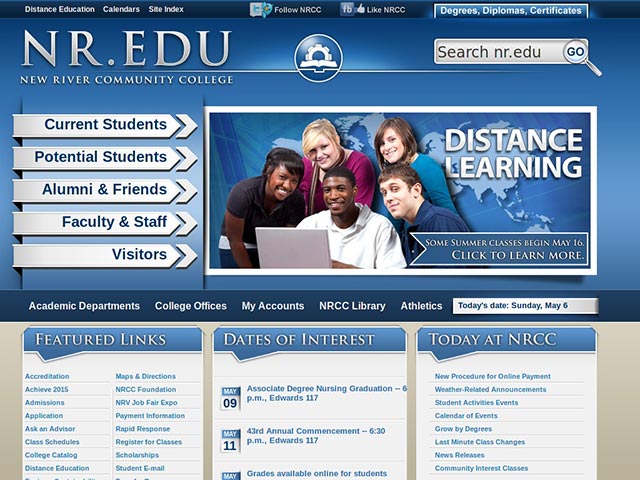 Distance Education Calendars Site Index
Follow NRCC
Like NRCC
Degrees, Diplomas, Certificates
NR.EDU
NEW RIVER COMMUNITY COLLEGE
Search nr.edu GO
Current Students
Potential Students
Alumni & Friends
Faculty & Staff
Visitors
DISTANCE
LEARNING
SOME SUMMER CLASSES BEGIN MAY 16.
CLICK TO LEARN MORE.
Academic Departments College Offices My Accounts NRCC Library Athletics Today's date: Sunday, May 6
FEATURED LINKS
Accreditation
Achieve 2015
Admissions
Application
Ask an Advisor
Class Schedules
College Catalog
Distance Education
Maps & Directions
NRCC Foundation
NRV Job Fair Expo
Payment Information
Rapid Response
Register for Classes
Scholarships
Student E-mail
DATES OF INTEREST
MAY
09
Associate Degree Nursing Graduation -- 6
p.m., Edwards 117
MAY
11
43rd Annual Commencement -- 6:30
p.m., Edwards 117
MAY
Grades available online for students
TODAY AT NRCC
New Procedure for Online Payment
Weather-Related Announcements
Student Activities Events
Calendar of Events
Grow by Degrees
Last Minute Class Changes
News Releases
Community Interest Classes